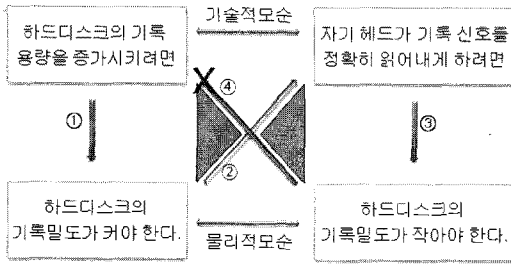 하드디스크의 기록
용량을 증가시키려면
기술적모순
자기 헤드가 기록 신호를
정확히 읽어내게 하려면
①
④
②
③
하드디스크의
기록밀도가 커야 한다.
물리적모순
하드디스크의
기록밀도가 작아야 한다.